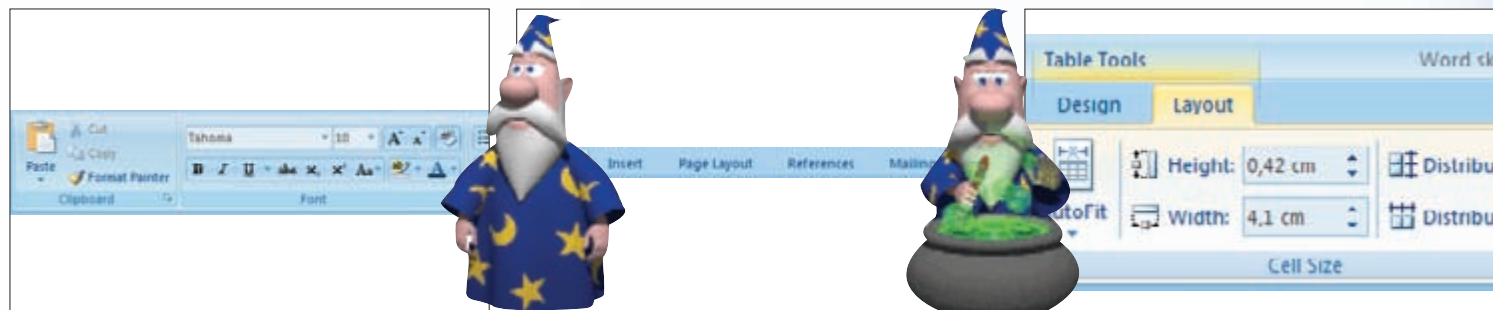 Cut
Copy
Paste
Format Painter
Clipboard
Tahoma
10 A A
B I U abc x, x² Aa A
Font
Insert Page Layout References Mailing
Table Tools
Word sk
Design Layout
Height: 0,42 cm Distribu
utoFit Width: 4,1 cm Distribu
Cell Size